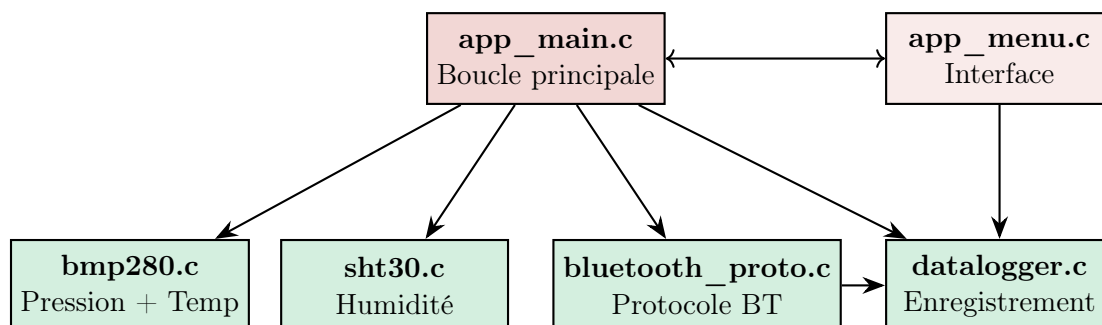 app_main.c
Boucle principale
app_menu.c
Interface
bmp280.c
Pression + Temp
sht30.c
Humidité
bluetooth_proto.c
Protocole BT
datalogger.c
Enregistrement